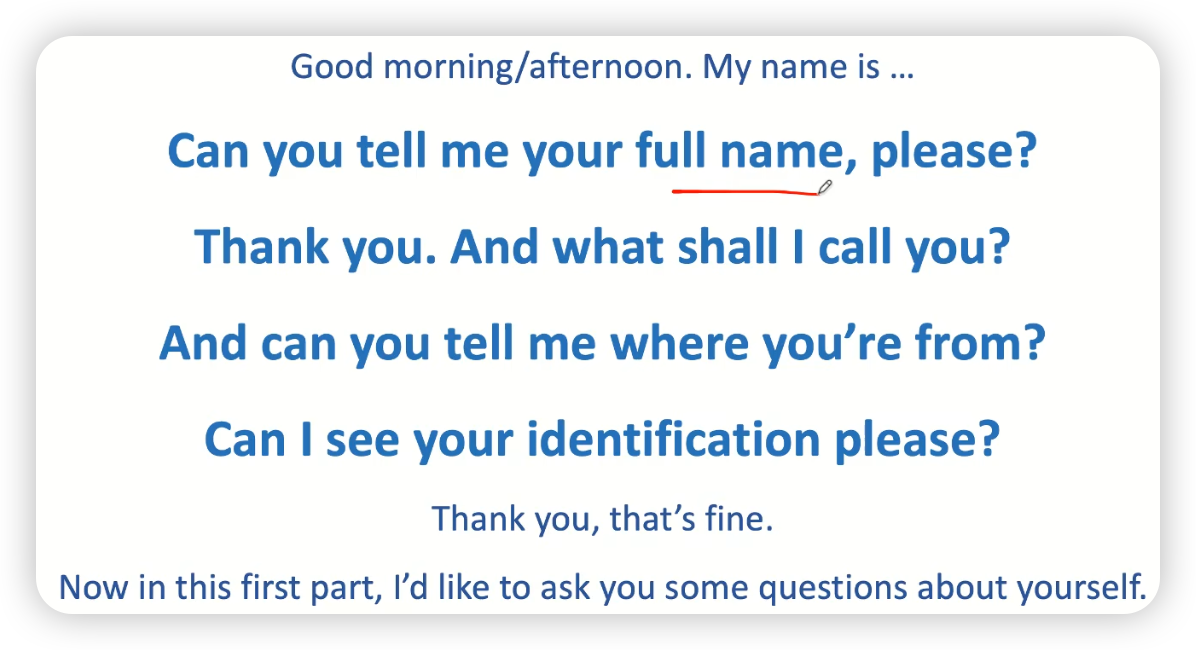 Good morning/afternoon. My name is ...
Can you tell me your full name, please?
Thank you. And what shall I call you?
And can you tell me where you’re from?
Can I see your identification please?
Thank you, that’s fine.
Now in this first part, I’d like to ask you some questions about yourself.